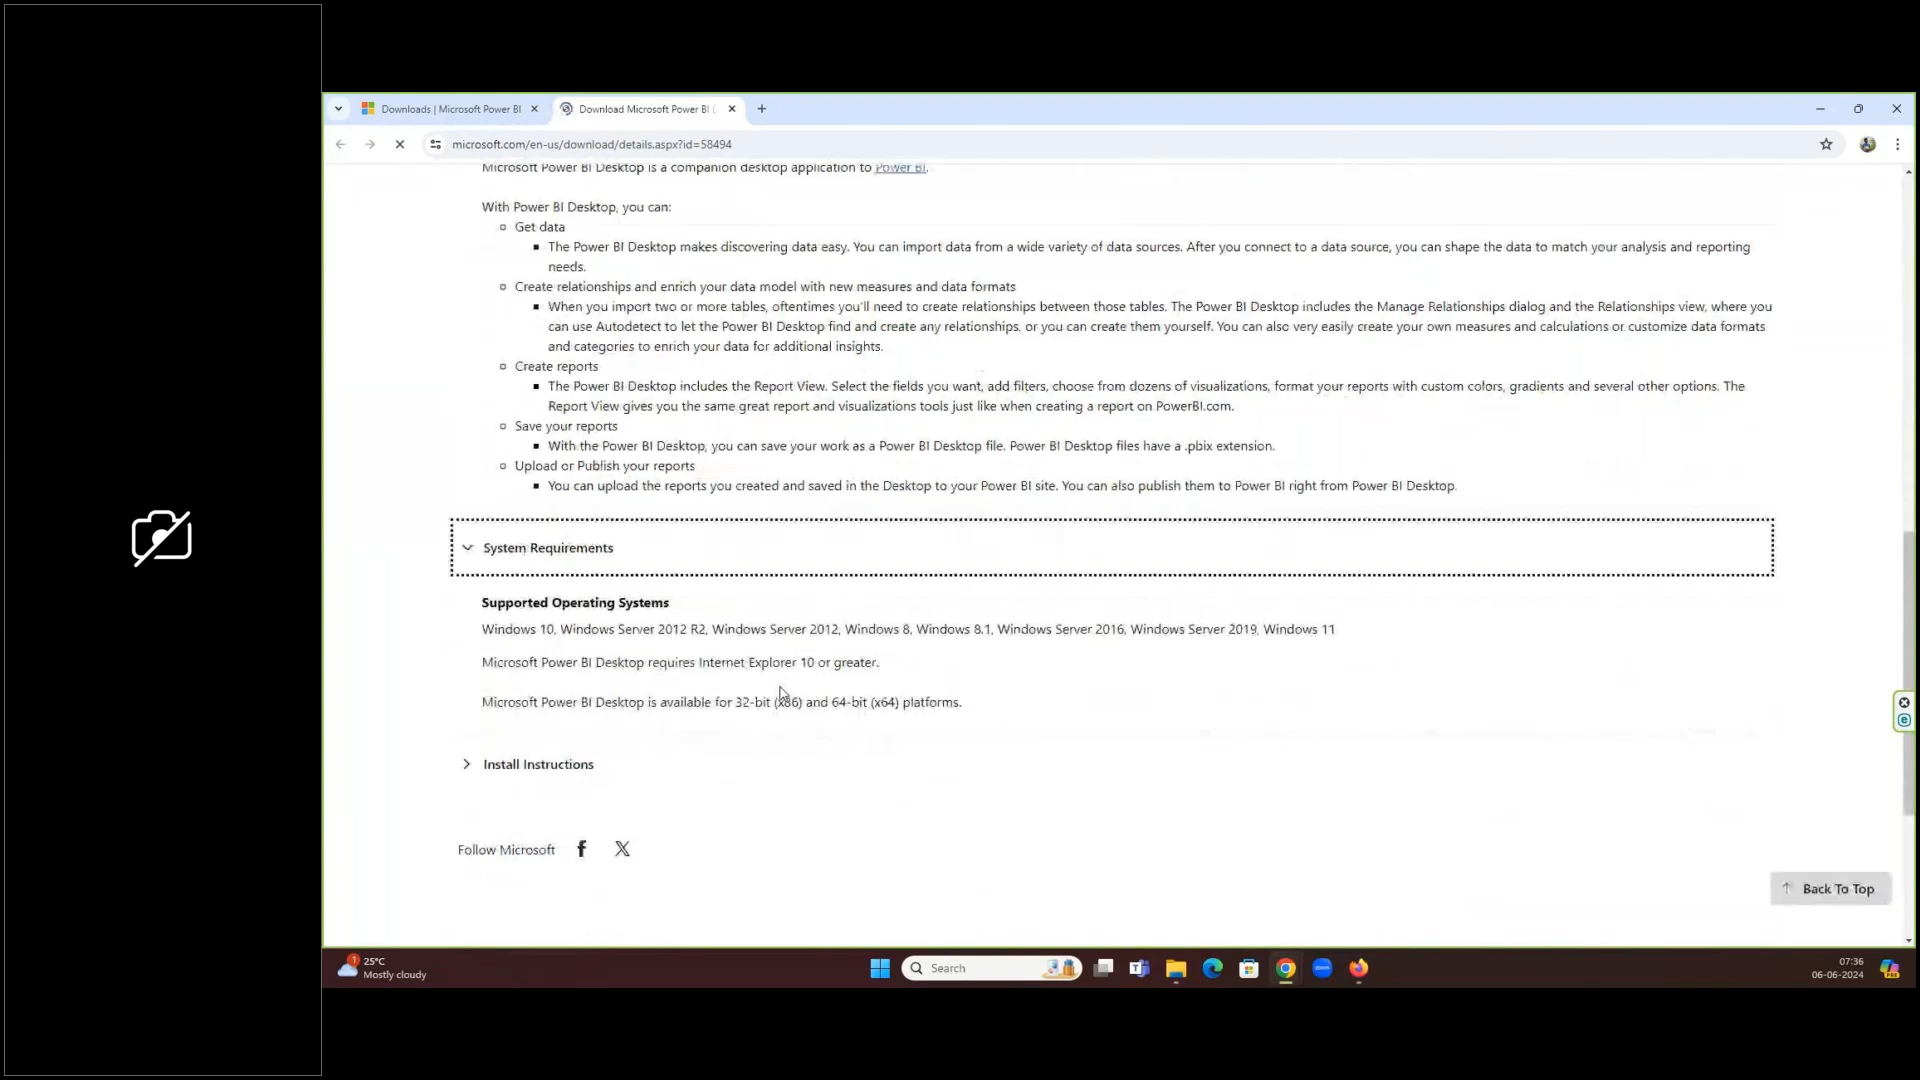 Downloads | Microsoft Power BI
Download Microsoft Power BI
microsoft.com/en-us/download/details.aspx?id=58494
Microsoft Power BI Desktop is a companion desktop application to Power BI.
With Power BI Desktop, you can:
Get data
The Power BI Desktop makes discovering data easy. You can import data from a wide variety of data sources. After you connect to a data source, you can shape the data to match your analysis and reporting
needs.
Create relationships and enrich your data model with new measures and data formats
When you import two or more tables, oftentimes you'll need to create relationships between those tables. The Power BI Desktop includes the Manage Relationships dialog and the Relationships view, where you
can use Autodetect to let the Power BI Desktop find and create any relationships, or you can create them yourself. You can also very easily create your own measures and calculations or customize data formats
and categories to enrich your data for additional insights.
Create reports
The Power BI Desktop includes the Report View. Select the fields you want, add filters, choose from dozens of visualizations, format your reports with custom colors, gradients and several other options. The
Report View gives you the same great report and visualizations tools just like when creating a report on PowerBI.com.
Save your reports
With the Power BI Desktop, you can save your work as a Power BI Desktop file. Power BI Desktop files have a .pbix extension.
Upload or Publish your reports
You can upload the reports you created and saved in the Desktop to your Power BI site. You can also publish them to Power BI right from Power BI Desktop.
System Requirements
Supported Operating Systems
Windows 10, Windows Server 2012 R2, Windows Server 2012, Windows 8, Windows 8.1, Windows Server 2016, Windows Server 2019, Windows 11
Microsoft Power BI Desktop requires Internet Explorer 10 or greater.
Microsoft Power BI Desktop is available for 32-bit (x86) and 64-bit (x64) platforms.
Install Instructions
Follow Microsoft
Back To Top
1
25°C
Mostly cloudy
Search
07:36
06-06-2024